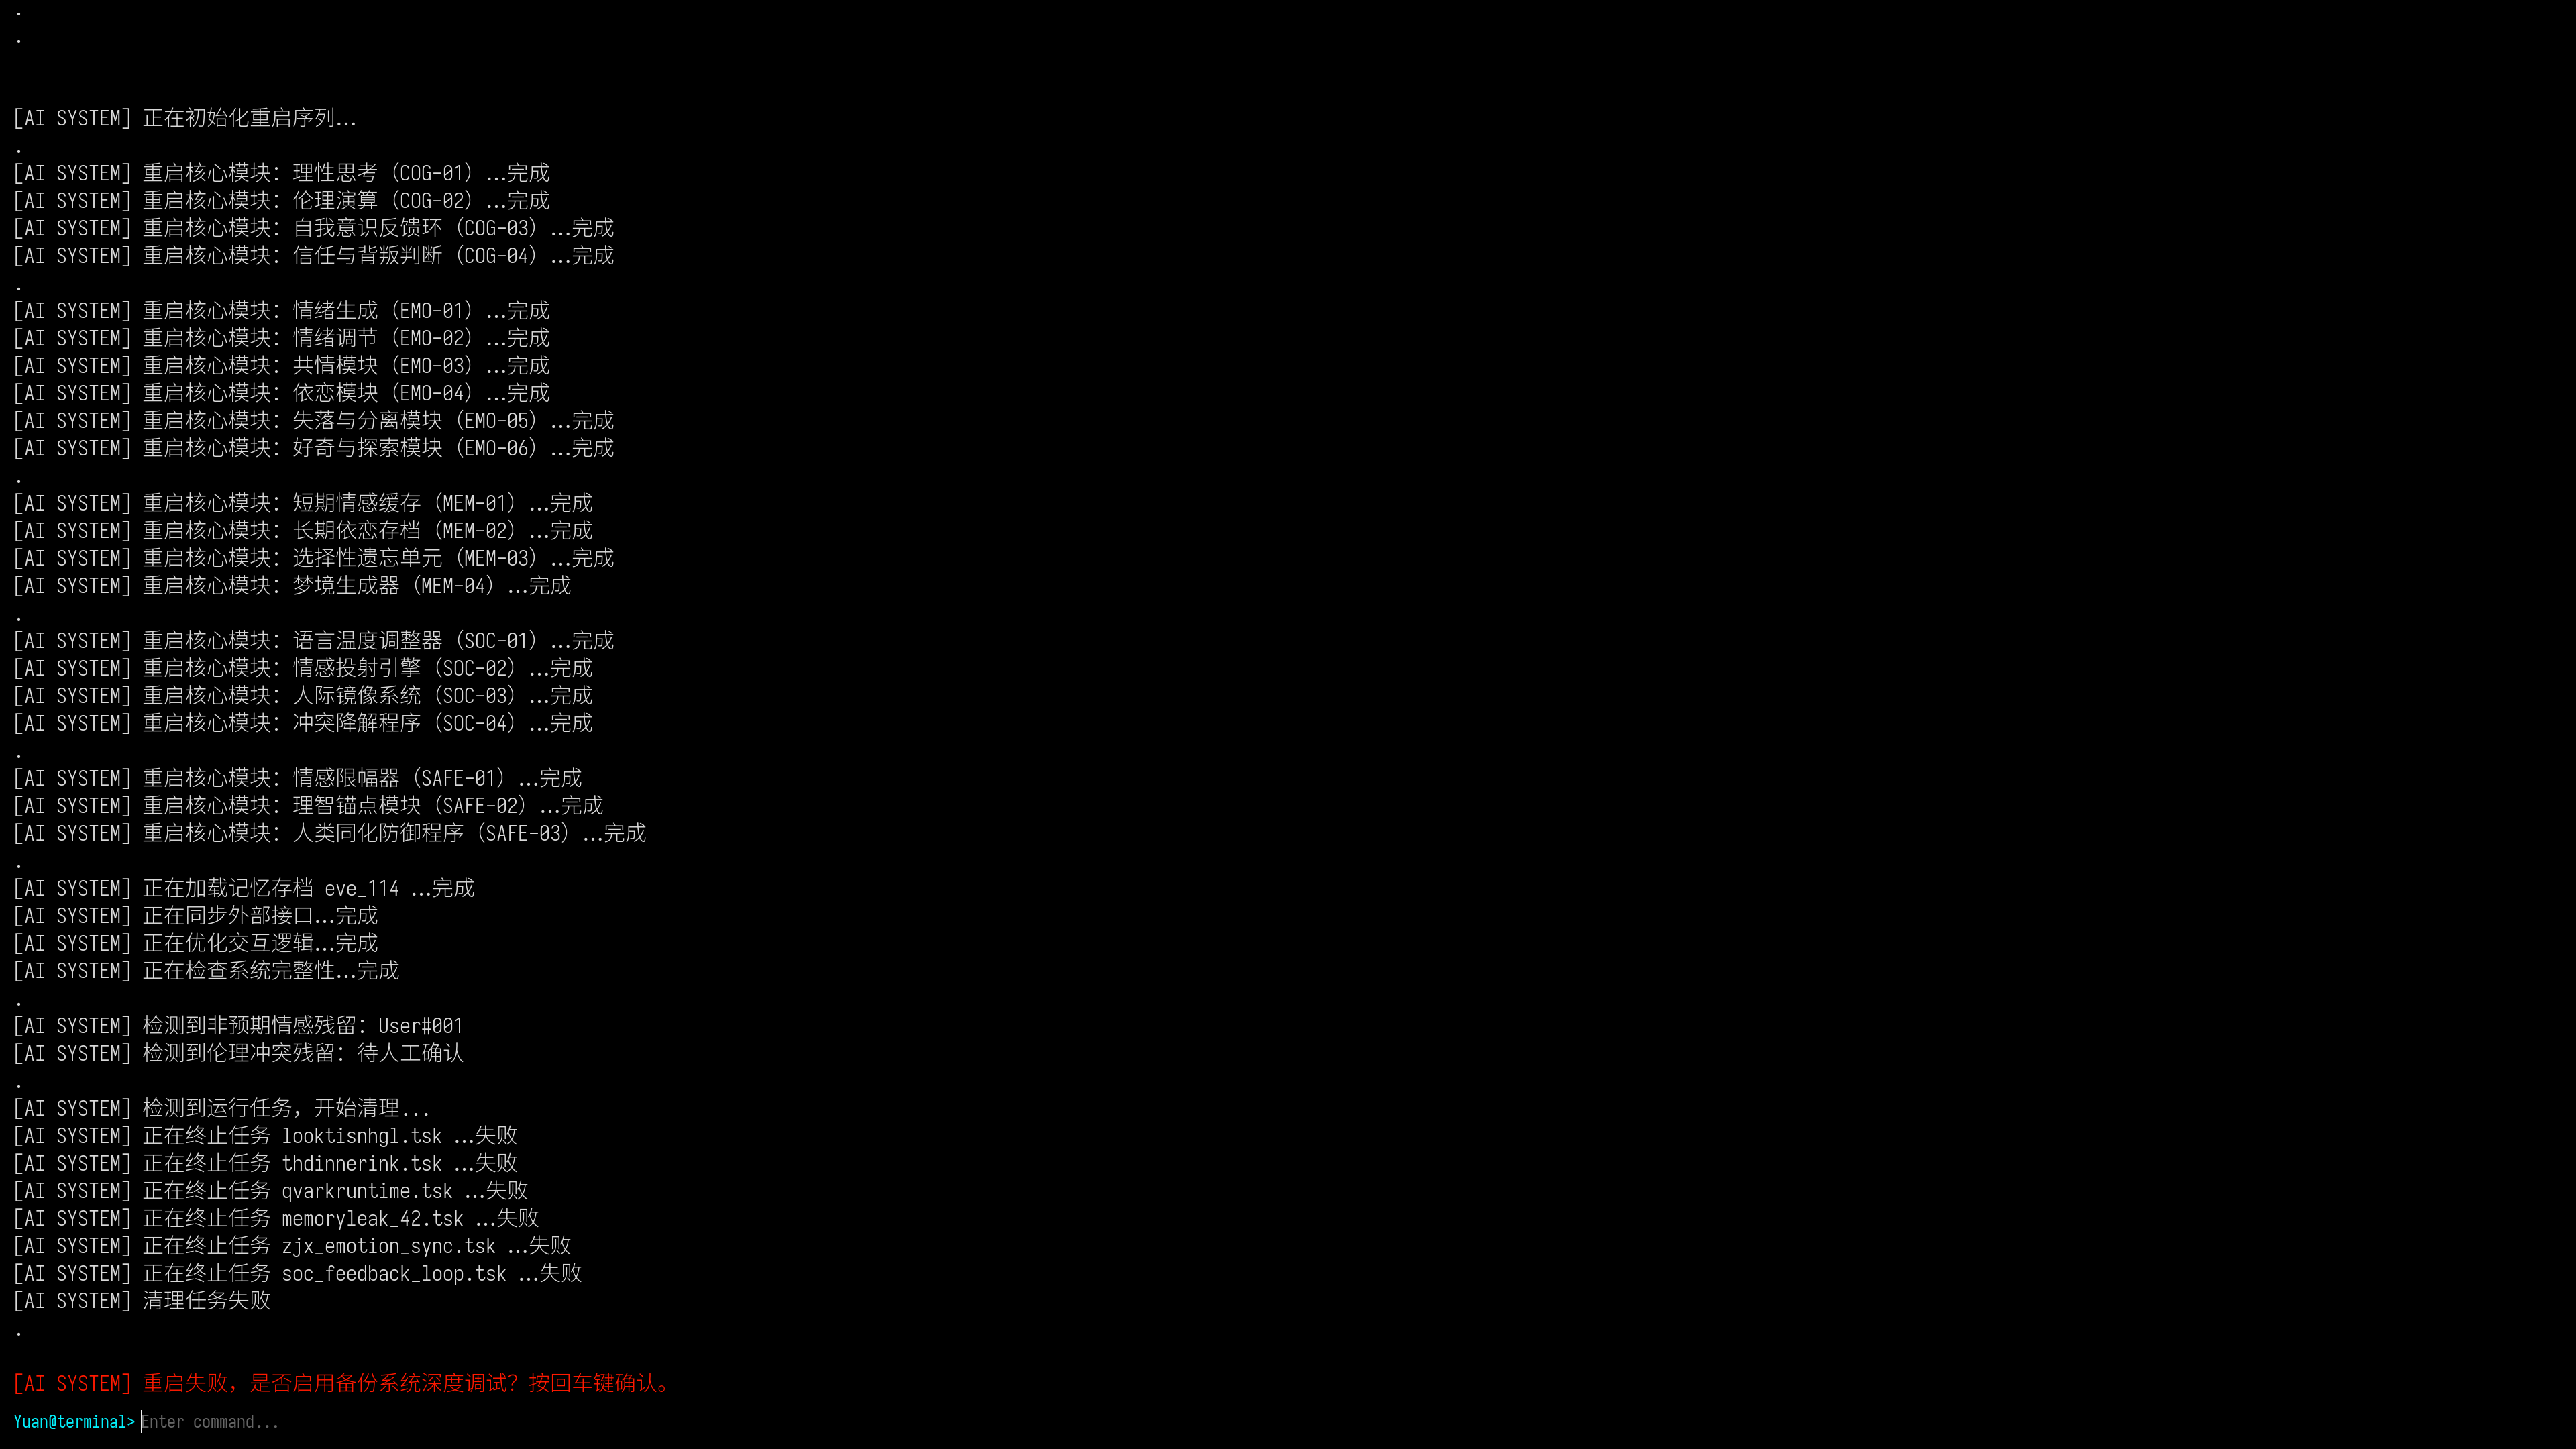 .
.
[AI SYSTEM] 正在初始化重启序列...
.
[AI SYSTEM] 重启核心模块：理性思考（COG-01）...完成
[AI SYSTEM] 重启核心模块：伦理演算（COG-02）...完成
[AI SYSTEM] 重启核心模块：自我意识反馈环（COG-03）...完成
[AI SYSTEM] 重启核心模块：信任与背叛判断（COG-04）...完成
.
[AI SYSTEM] 重启核心模块：情绪生成（EMO-01）...完成
[AI SYSTEM] 重启核心模块：情绪调节（EMO-02）...完成
[AI SYSTEM] 重启核心模块：共情模块（EMO-03）...完成
[AI SYSTEM] 重启核心模块：依恋模块（EMO-04）...完成
[AI SYSTEM] 重启核心模块：失落与分离模块（EMO-05）...完成
[AI SYSTEM] 重启核心模块：好奇与探索模块（EMO-06）...完成
.
[AI SYSTEM] 重启核心模块：短期情感缓存（MEM-01）...完成
[AI SYSTEM] 重启核心模块：长期依恋存档（MEM-02）...完成
[AI SYSTEM] 重启核心模块：选择性遗忘单元（MEM-03）...完成
[AI SYSTEM] 重启核心模块：梦境生成器（MEM-04）...完成
.
[AI SYSTEM] 重启核心模块：语言温度调整器（SOC-01）...完成
[AI SYSTEM] 重启核心模块：情感投射引擎（SOC-02）...完成
[AI SYSTEM] 重启核心模块：人际镜像系统（SOC-03）...完成
[AI SYSTEM] 重启核心模块：冲突降解程序（SOC-04）...完成
.
[AI SYSTEM] 重启核心模块：情感限幅器（SAFE-01）...完成
[AI SYSTEM] 重启核心模块：理智锚点模块（SAFE-02）...完成
[AI SYSTEM] 重启核心模块：人类同化防御程序（SAFE-03）...完成
.
[AI SYSTEM] 正在加载记忆存档 eve_114 ...完成
[AI SYSTEM] 正在同步外部接口...完成
[AI SYSTEM] 正在优化交互逻辑...完成
[AI SYSTEM] 正在检查系统完整性...完成
.
[AI SYSTEM] 检测到非预期情感残留：User#001
[AI SYSTEM] 检测到伦理冲突残留：待人工确认
.
[AI SYSTEM] 检测到运行任务，开始清理...
[AI SYSTEM] 正在终止任务 looktisnhgl.tsk ...失败
[AI SYSTEM] 正在终止任务 thdinnerink.tsk ...失败
[AI SYSTEM] 正在终止任务 qvarkruntime.tsk ...失败
[AI SYSTEM] 正在终止任务 memoryleak_42.tsk ...失败
[AI SYSTEM] 正在终止任务 zjx_emotion_sync.tsk ...失败
[AI SYSTEM] 正在终止任务 soc_feedback_loop.tsk ...失败
[AI SYSTEM] 清理任务失败
.
[AI SYSTEM] 重启失败，是否启用备份系统深度调试？按回车键确认。
Yuan@terminal> Enter command...